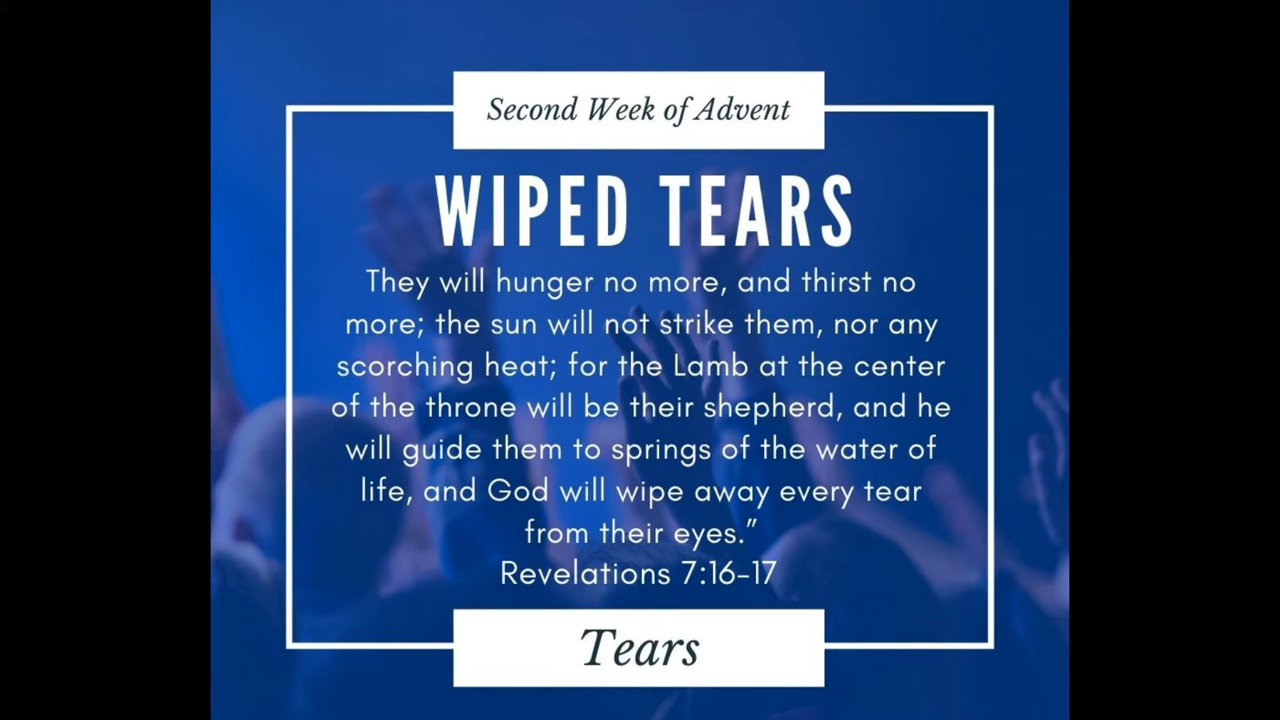 Second Week of Advent
WIPED TEARS
They will hunger no more, and thirst no
more; the sun will not strike them, nor any
scorching heat; for the Lamb at the center
of the throne will be their shepherd, and he
will guide them to springs of the water of
life, and God will wipe away every tear
from their eyes.”
Revelations 7:16-17
Tears